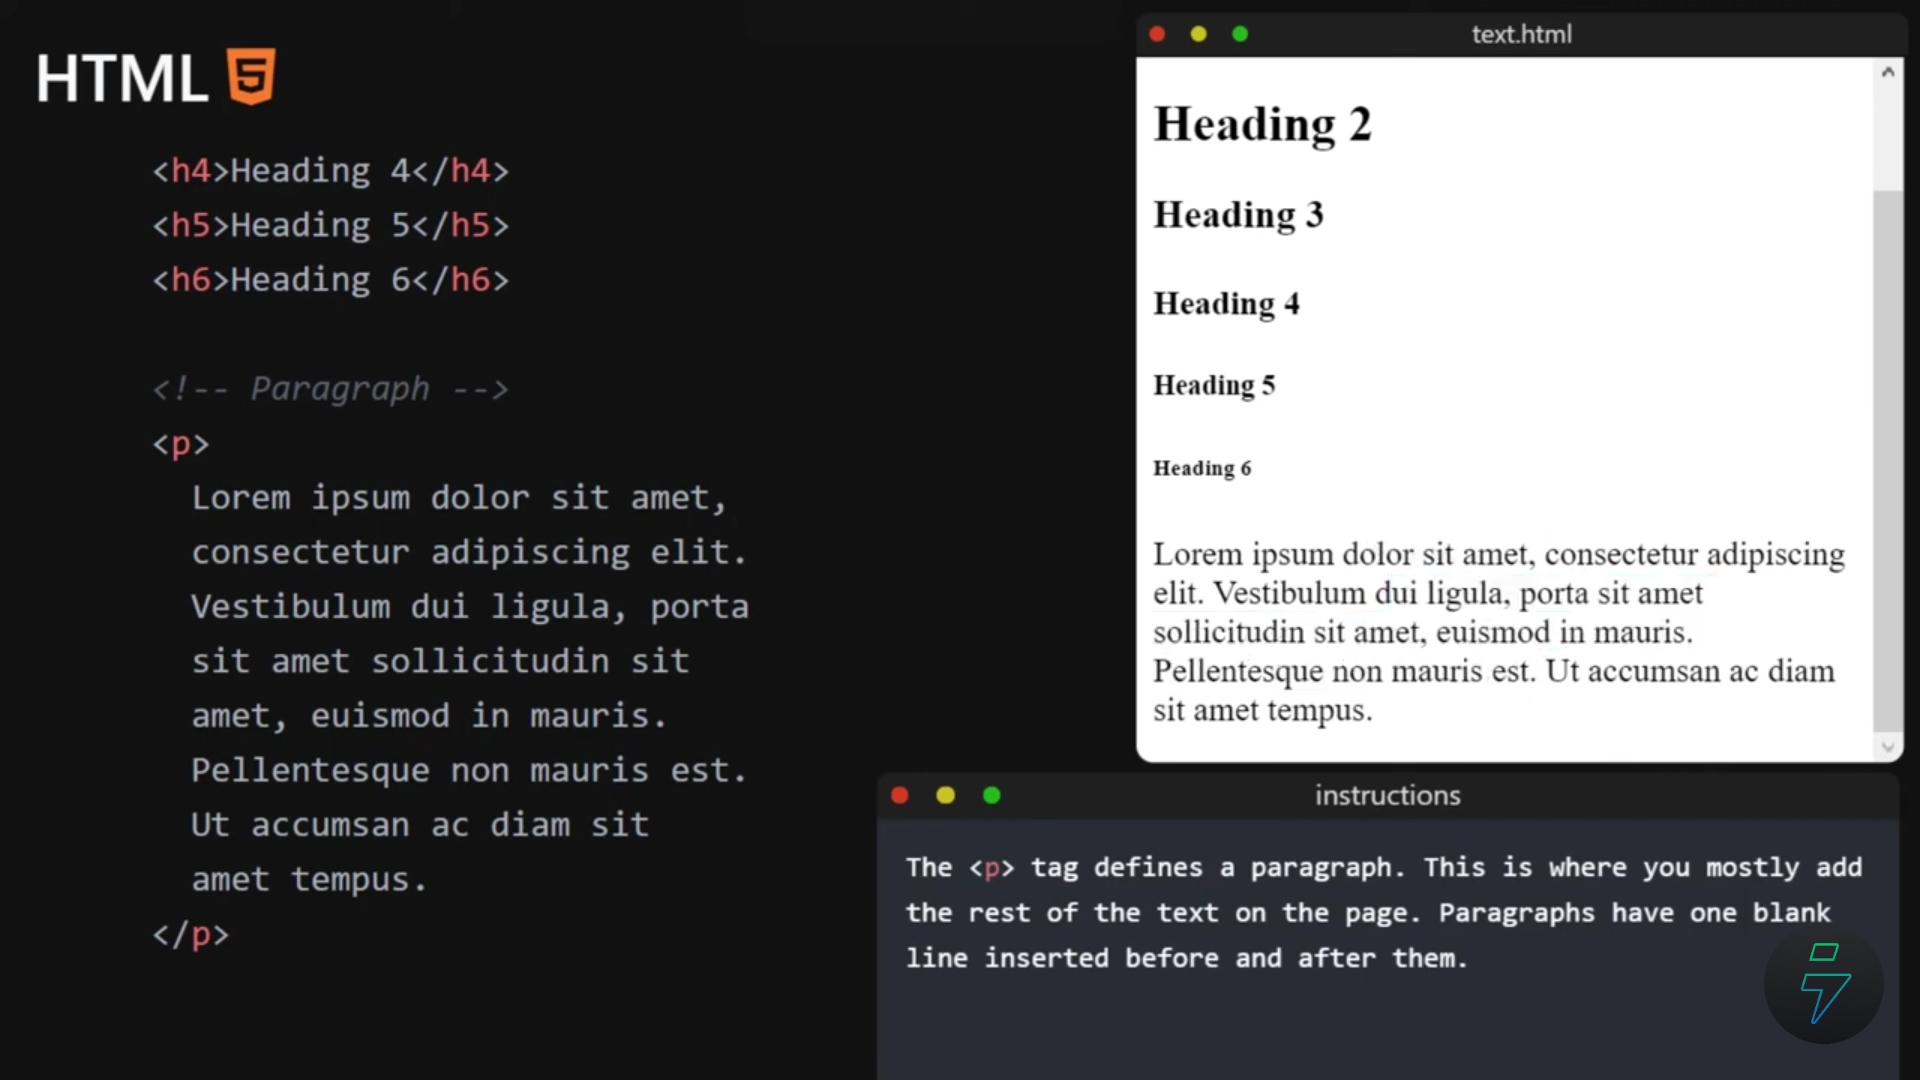 HTML 5
<h4>Heading 4</h4>
<h5>Heading 5</h5>
<h6>Heading 6</h6>
<!-- Paragraph -->
<p>
Lorem ipsum dolor sit amet,
consectetur adipiscing elit.
Vestibulum dui ligula, porta
sit amet sollicitudin sit
amet, euismod in mauris.
Pellentesque non mauris est.
Ut accumsan ac diam sit
amet tempus.
</p>
text.html
Heading 2
Heading 3
Heading 4
Heading 5
Heading 6
Lorem ipsum dolor sit amet, consectetur adipiscing
elit. Vestibulum dui ligula, porta sit amet
sollicitudin sit amet, euismod in mauris.
Pellentesque non mauris est. Ut accumsan ac diam
sit amet tempus.
instructions
The <p> tag defines a paragraph. This is where you mostly add
the rest of the text on the page. Paragraphs have one blank
line inserted before and after them.